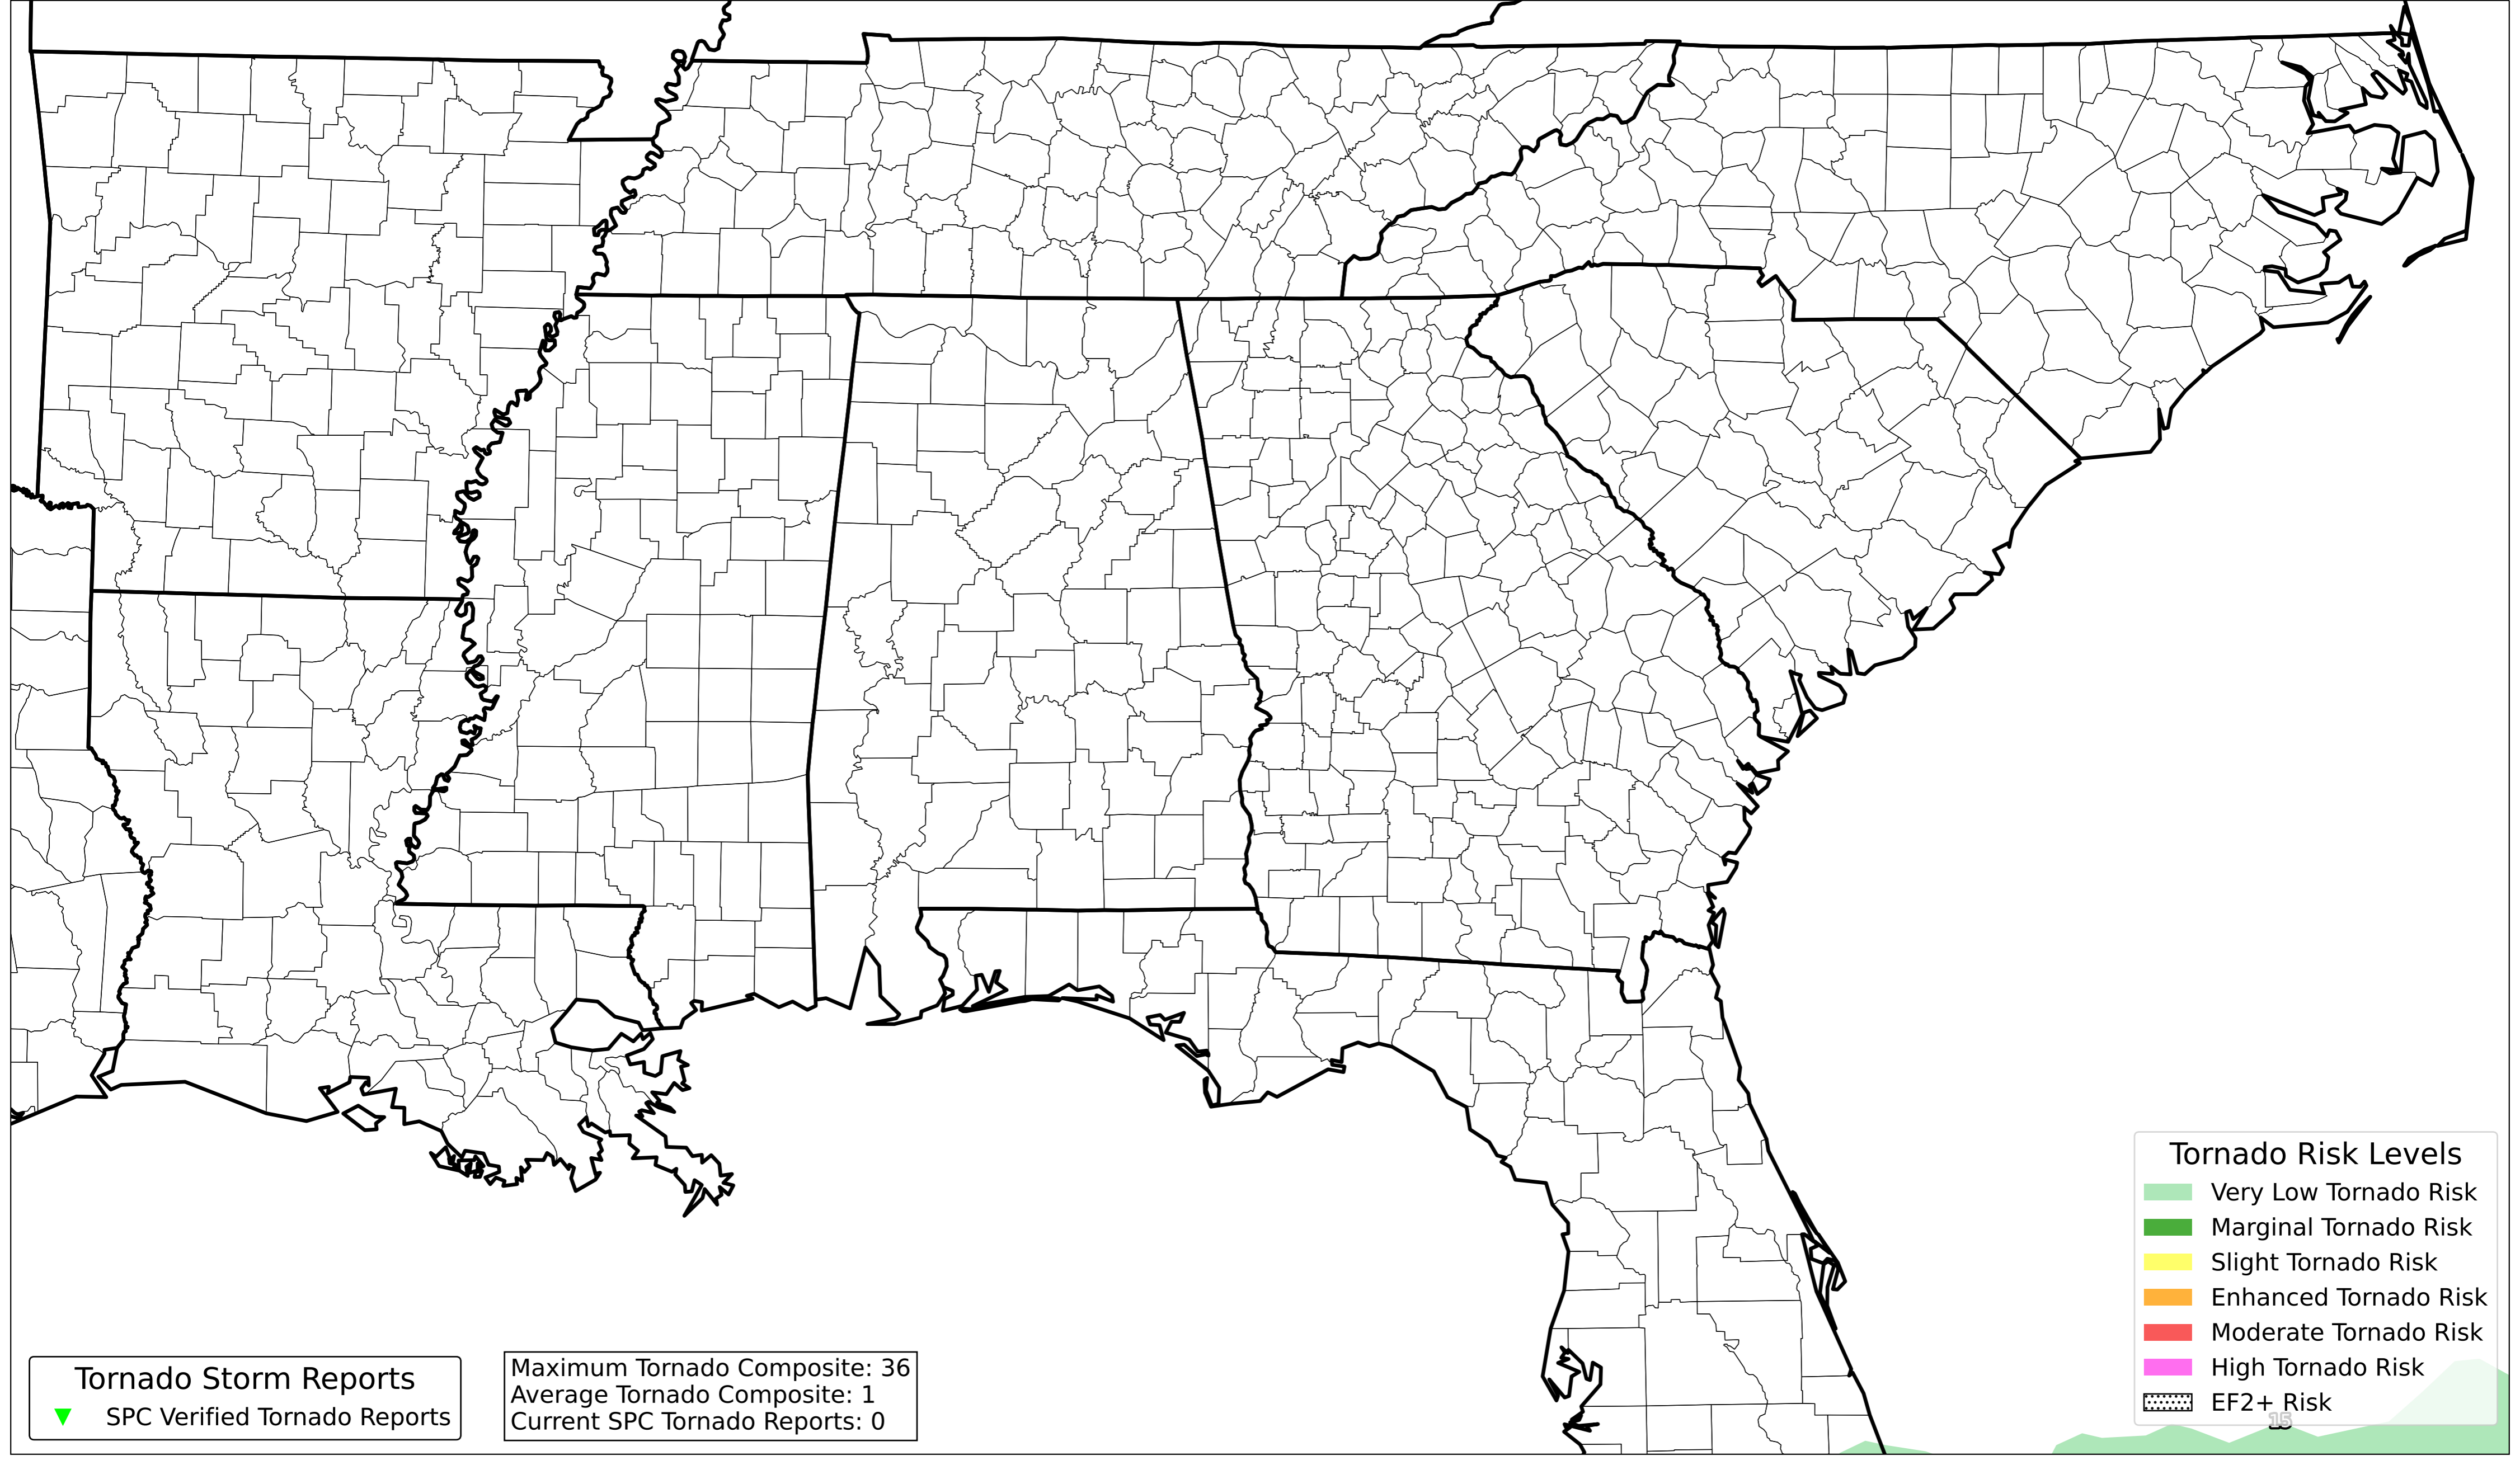 Tornado Storm Reports
SPC Verified Tornado Reports
Maximum Tornado Composite: 36
Average Tornado Composite: 1
Current SPC Tornado Reports: 0
Tornado Risk Levels
Very Low Tornado Risk
Marginal Tornado Risk
Slight Tornado Risk
Enhanced Tornado Risk
Moderate Tornado Risk
High Tornado Risk
EF2+ Risk
15